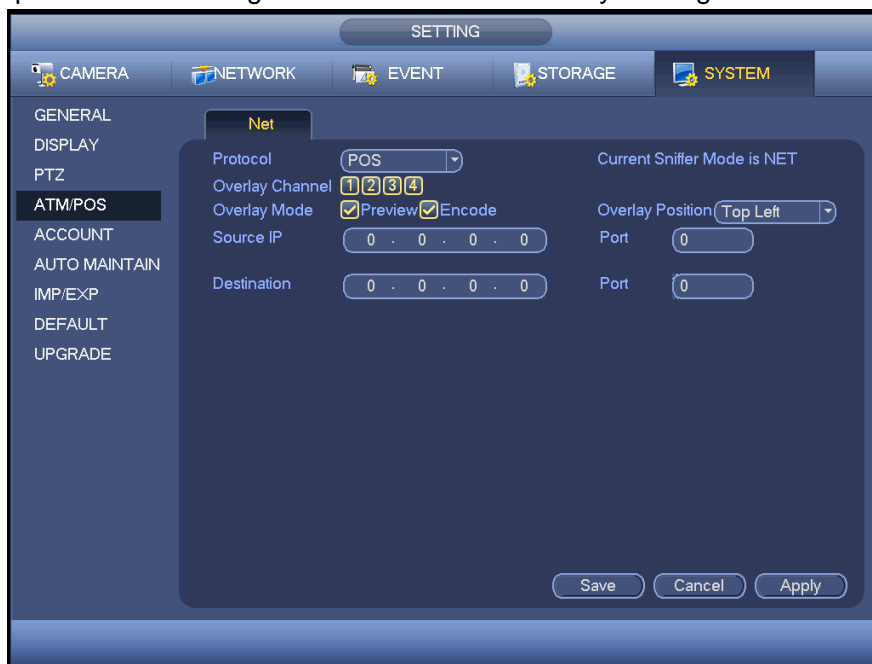 SETTING
CAMERA NETWORK EVENT STORAGE SYSTEM
GENERAL
DISPLAY
PTZ
ATM/POS
ACCOUNT
AUTO MAINTAIN
IMP/EXP
DEFAULT
UPGRADE
Net
Protocol POS Current Sniffer Mode is NET
Overlay Channel 1 2 3 4
Overlay Mode Preview Encode Overlay Position Top Left
Source IP 0 . 0 . 0 . 0 Port 0
Destination 0 . 0 . 0 . 0 Port 0
Save Cancel Apply